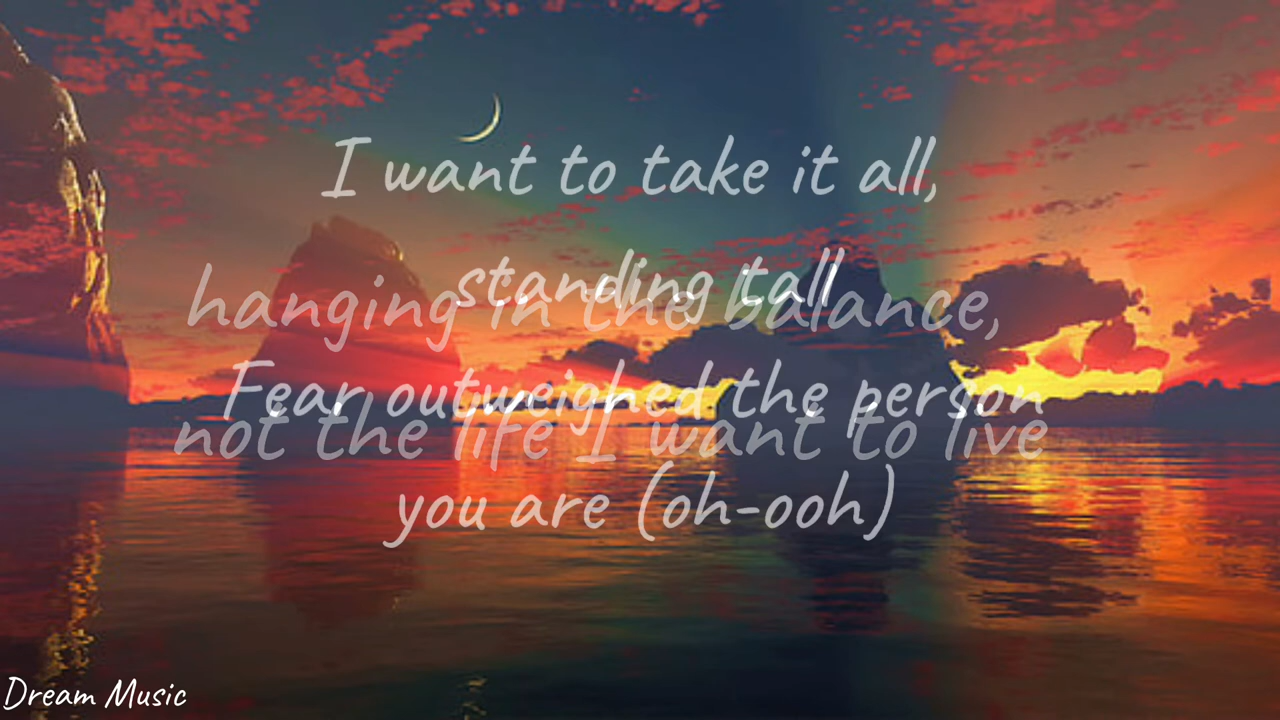 I want to take it all,
standing tall
hanging in the balance,
Fear outweighed the person
not the life I want to live
you are (oh-ooh)
Dream Music